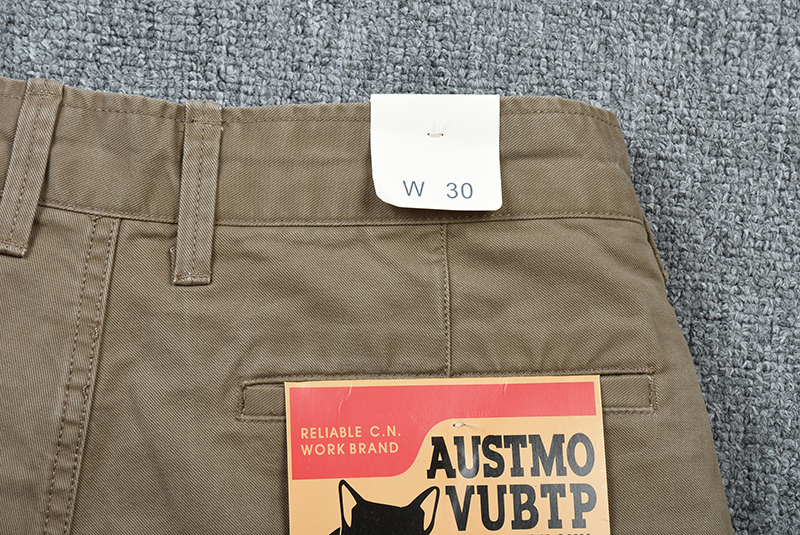 W 30
RELIABLE C.N.
WORK BRAND
AUSTMO
VUBTP